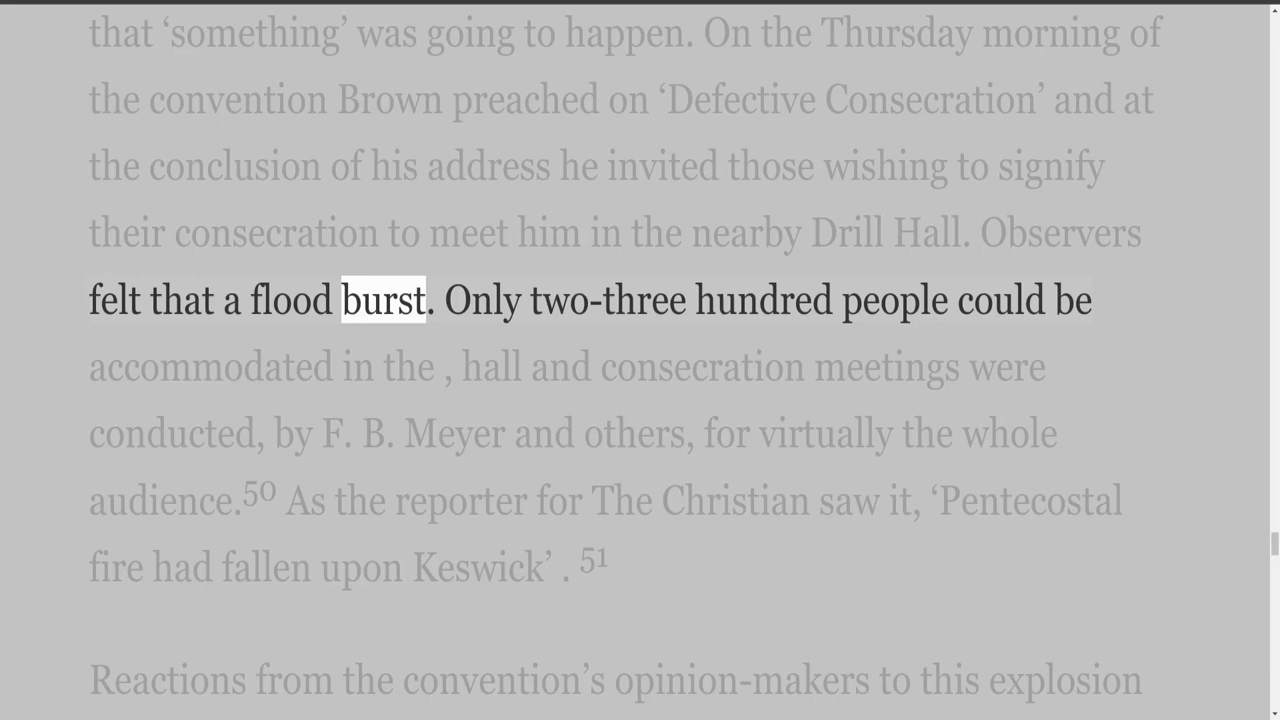 that ‘something’ was going to happen. On the Thursday morning of
the convention Brown preached on ‘Defective Consecration’ and at
the conclusion of his address he invited those wishing to signify
their consecration to meet him in the nearby Drill Hall. Observers
felt that a flood burst. Only two-three hundred people could be
accommodated in the , hall and consecration meetings were
conducted, by F. B. Meyer and others, for virtually the whole
audience.50 As the reporter for The Christian saw it, ‘Pentecostal
fire had fallen upon Keswick’ . 51
Reactions from the convention’s opinion-makers to this explosion